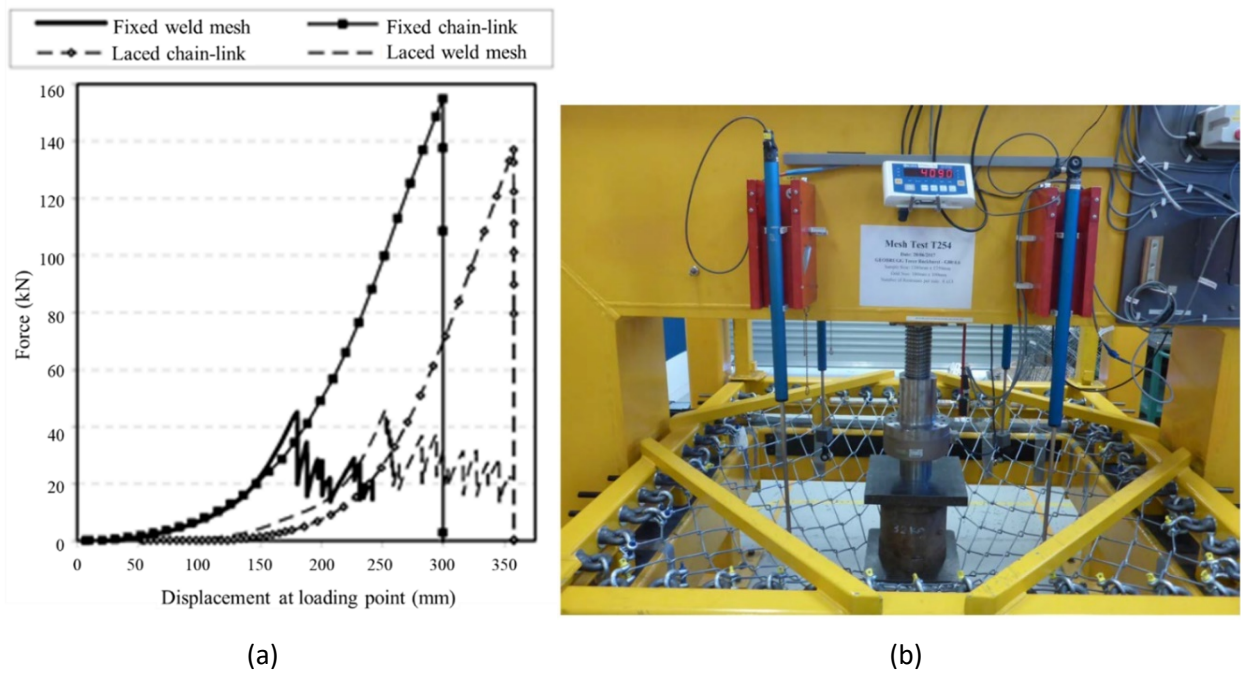 Fixed weld mesh
Fixed chain-link
Laced chain-link
Laced weld mesh
160
140
120
100
80
60
40
20
0
Force (kN)
0
50
100
150
200
250
300
350
Displacement at loading point (mm)
4090
Mesh Test T254
(a)
(b)